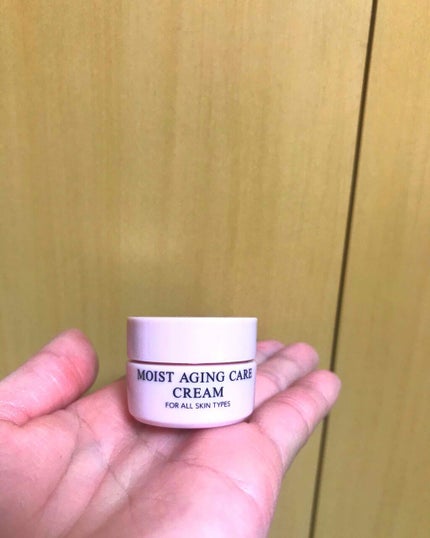 MOIST AGING CARE
CREAM
FOR ALL SKIN TYPES